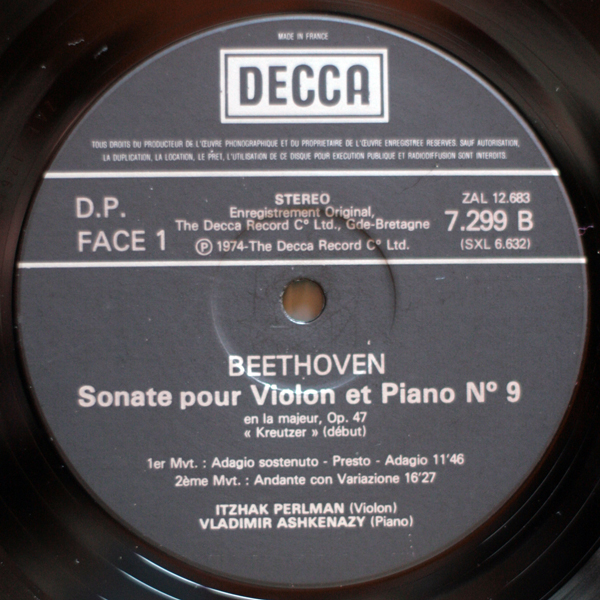 MADE IN FRANCE
DECCA
TOUS DROITS DU PRODUCTEUR DE L'ŒUVRE PHONOGRAPHIQUE ET DU PROPRIETAIRE DE L'ŒUVRE ENREGISTREE RESERVES. SAUF AUTORISATION,
LA DUPLICATION, LA LOCATION, LE PRET, L'UTILISATION DE CE DISQUE POUR EXECUTION PUBLIQUE ET RADIODIFFUSION SONT INTERDITS.
D.P.
FACE 1
STEREO
Enregistrement Original,
The Decca Record Cº Ltd., Gde-Bretagne
℗ 1974-The Decca Record Cº Ltd.
ZAL 12.683
7.299 B
(SXL 6.632)
BEETHOVEN
Sonate pour Violon et Piano Nº 9
en la majeur, Op. 47
« Kreutzer » (début)
1er Mvt. : Adagio sostenuto - Presto - Adagio 11'46
2ème Mvt. : Andante con Variazione 16'27
ITZHAK PERLMAN (Violon)
VLADIMIR ASHKENAZY (Piano)